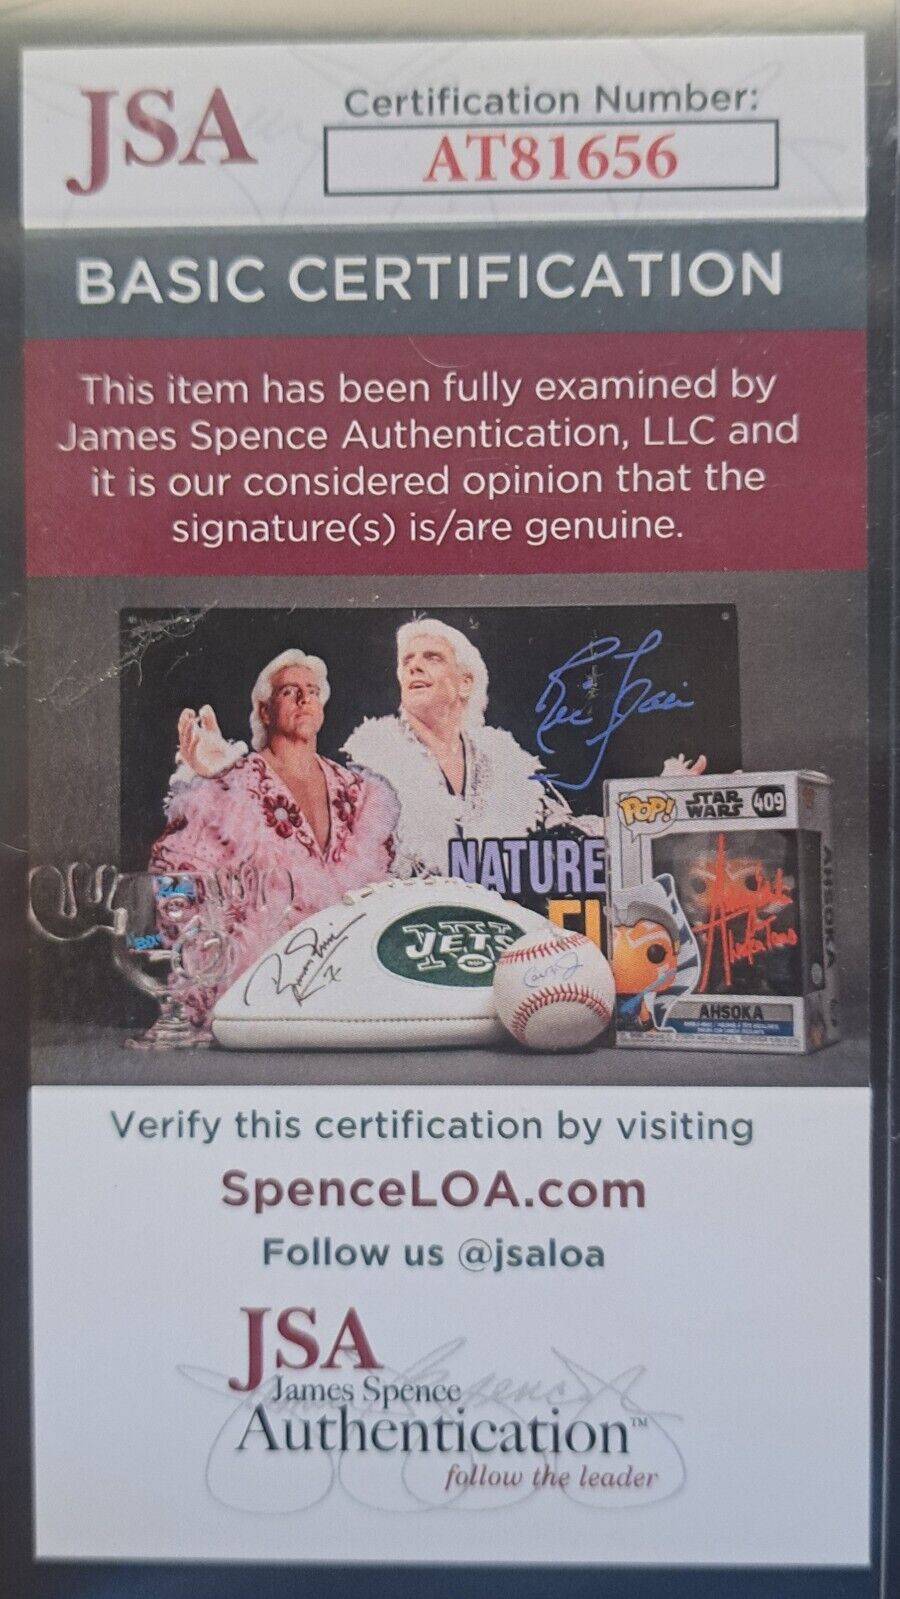 JSA
Certification Number:
AT81656
BASIC CERTIFICATION
This item has been fully examined by
James Spence Authentication, LLC and
it is our considered opinion that the
signature(s) is/are genuine.
NATURE
JETS
POP!
STAR
WARS
409
AHSOKA
AHSOKA
Verify this certification by visiting
SpenceLOA.com
Follow us @jsaloa
JSA
James Spence
Authentication™
follow the leader